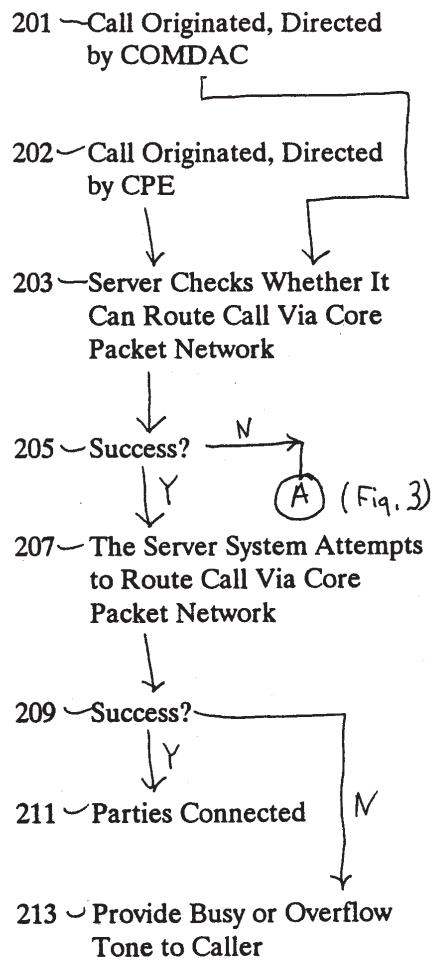 201 Call Originated, Directed
by COMDAC
202 Call Originated, Directed
by CPE
203 Server Checks Whether It
Can Route Call Via Core
Packet Network
205 Success? N
A (Fig. 3)
Y
207 The Server System Attempts
to Route Call Via Core
Packet Network
209 Success?
Y
N
211 Parties Connected
213 Provide Busy or Overflow
Tone to Caller